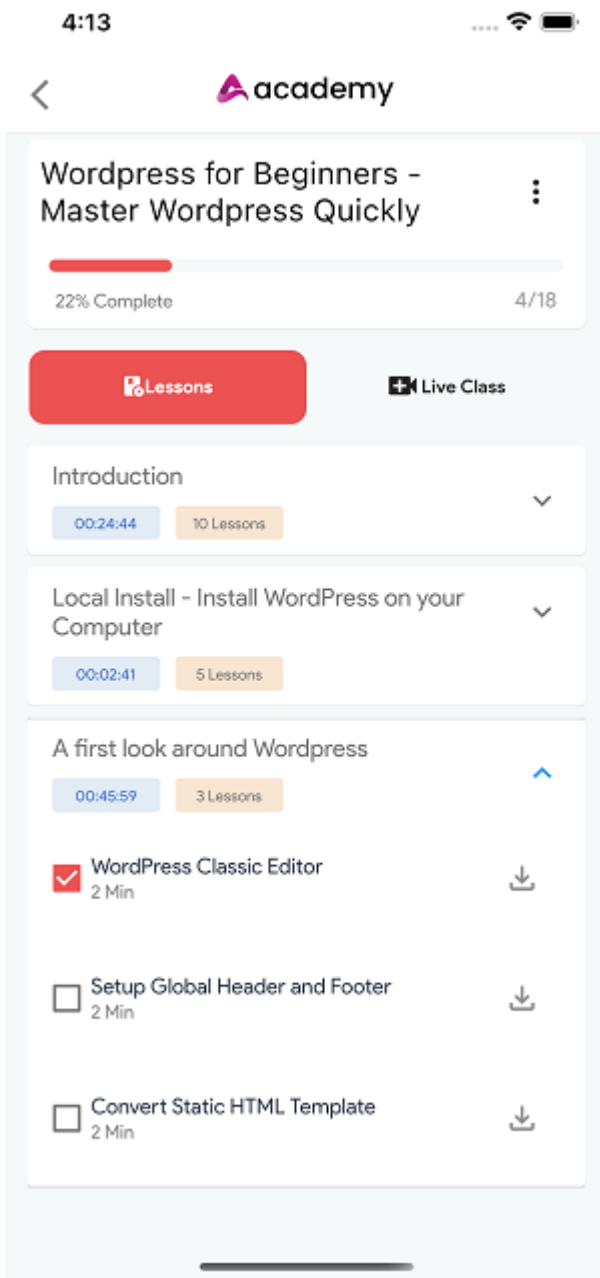 4:13
academy
Wordpress for Beginners -
Master Wordpress Quickly
22% Complete
4/18
Lessons
Live Class
Introduction
00:24:44
10 Lessons
Local Install - Install WordPress on your
Computer
00:02:41
5 Lessons
A first look around Wordpress
00:45:59
3 Lessons
WordPress Classic Editor
2 Min
Setup Global Header and Footer
2 Min
Convert Static HTML Template
2 Min